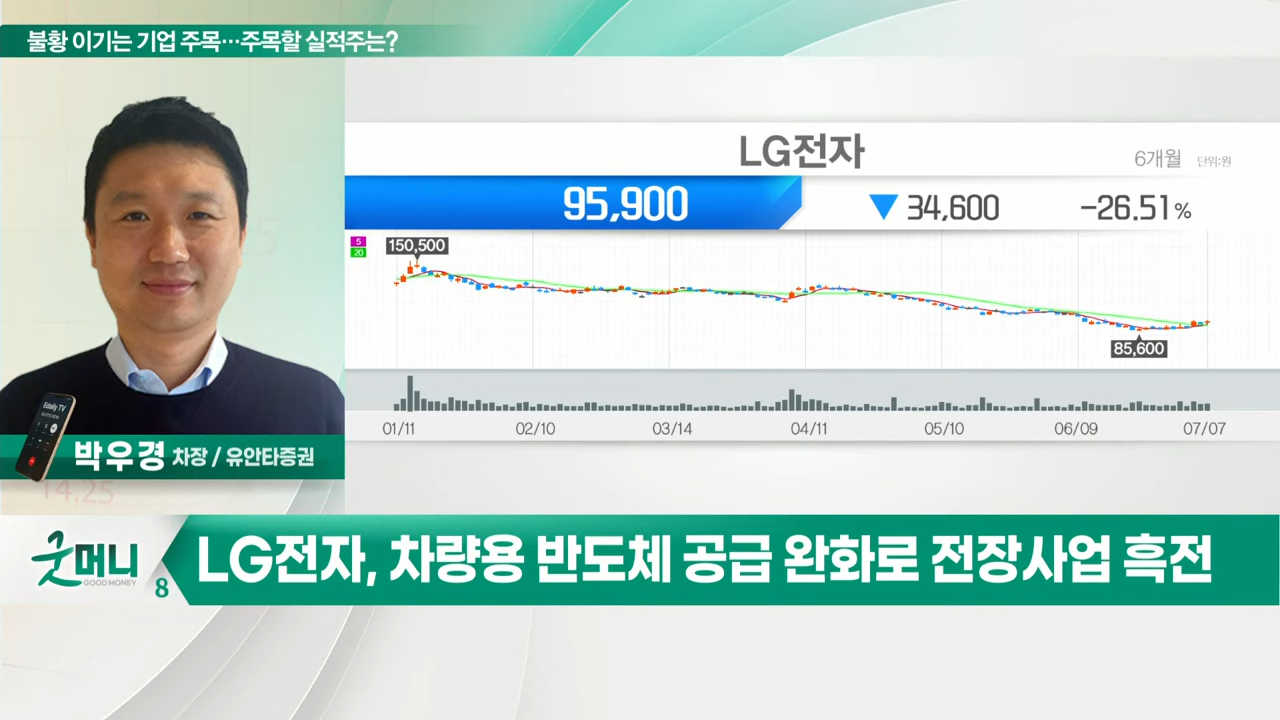 불황 이기는 기업 주목…주목할 실적주는?
LG전자
6개월 단위:원
95,900 ▼ 34,600 -26.51%
5
20
150,500
85,600
01/11 02/10 03/14 04/11 05/10 06/09 07/07
Edaily TV
박우경 차장 / 유안타증권
14.25
굿머니
GOOD MONEY
8
LG전자, 차량용 반도체 공급 완화로 전장사업 흑전